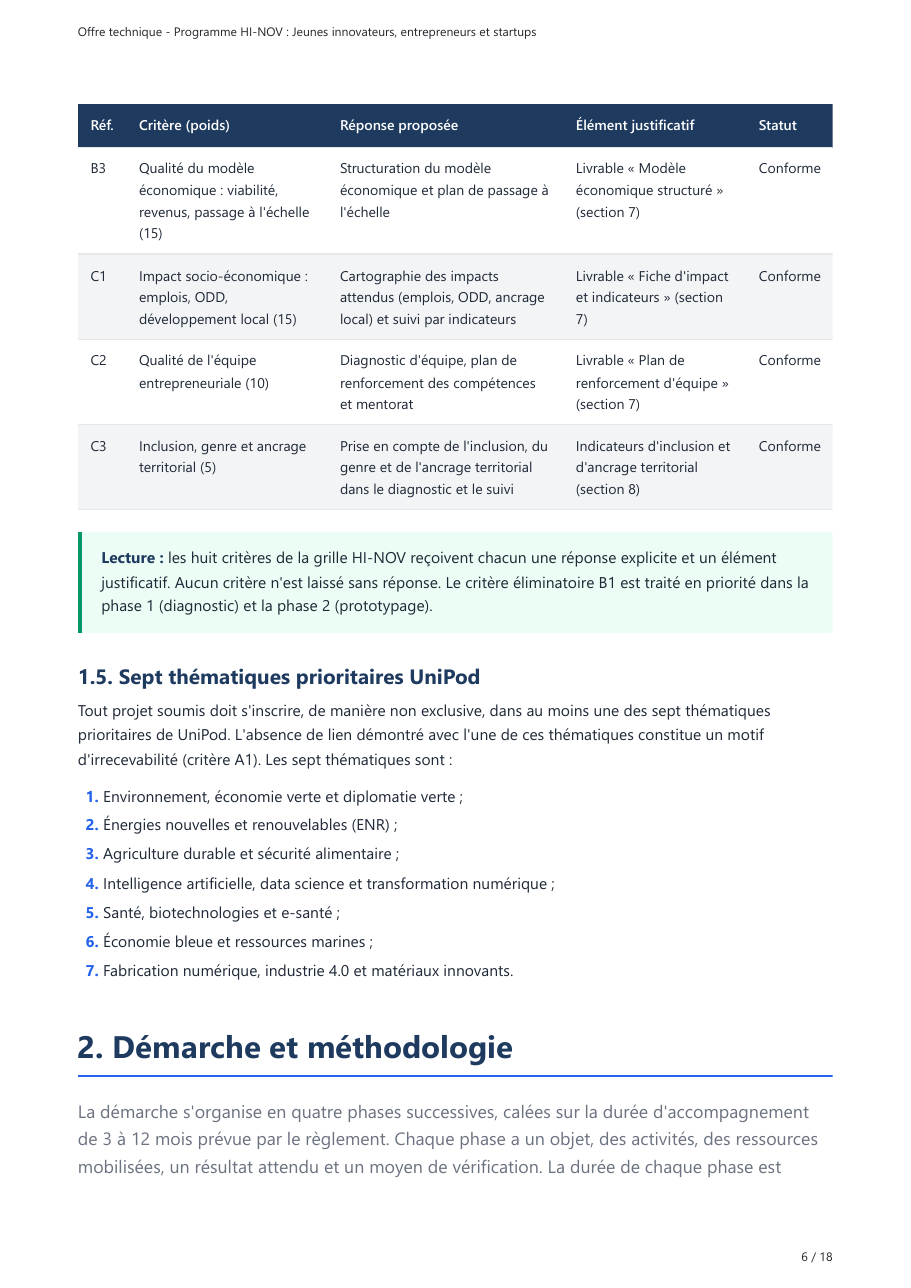 Offre technique - Programme HI-NOV : Jeunes innovateurs, entrepreneurs et startups
Réf. Critère (poids) Réponse proposée Élément justificatif Statut
B3 Qualité du modèle Structuration du modèle Livrable « Modèle Conforme
économique : viabilité, économique et plan de passage à économique structuré »
revenus, passage à l'échelle l'échelle (section 7)
(15)
C1 Impact socio-économique : Cartographie des impacts Livrable « Fiche d'impact Conforme
emplois, ODD, attendus (emplois, ODD, ancrage et indicateurs » (section
développement local (15) local) et suivi par indicateurs 7)
C2 Qualité de l'équipe Diagnostic d'équipe, plan de Livrable « Plan de Conforme
entrepreneuriale (10) renforcement des compétences renforcement d'équipe »
et mentorat (section 7)
C3 Inclusion, genre et ancrage Prise en compte de l'inclusion, du Indicateurs d'inclusion et Conforme
territorial (5) genre et de l'ancrage territorial d'ancrage territorial
dans le diagnostic et le suivi (section 8)
Lecture : les huit critères de la grille HI-NOV reçoivent chacun une réponse explicite et un élément
justificatif. Aucun critère n'est laissé sans réponse. Le critère éliminatoire B1 est traité en priorité dans la
phase 1 (diagnostic) et la phase 2 (prototypage).
1.5. Sept thématiques prioritaires UniPod
Tout projet soumis doit s'inscrire, de manière non exclusive, dans au moins une des sept thématiques
prioritaires de UniPod. L'absence de lien démontré avec l'une de ces thématiques constitue un motif
d'irrecevabilité (critère A1). Les sept thématiques sont :
1. Environnement, économie verte et diplomatie verte ;
2. Énergies nouvelles et renouvelables (ENR) ;
3. Agriculture durable et sécurité alimentaire ;
4. Intelligence artificielle, data science et transformation numérique ;
5. Santé, biotechnologies et e-santé ;
6. Économie bleue et ressources marines ;
7. Fabrication numérique, industrie 4.0 et matériaux innovants.
2. Démarche et méthodologie
La démarche s'organise en quatre phases successives, calées sur la durée d'accompagnement
de 3 à 12 mois prévue par le règlement. Chaque phase a un objet, des activités, des ressources
mobilisées, un résultat attendu et un moyen de vérification. La durée de chaque phase est
6 / 18